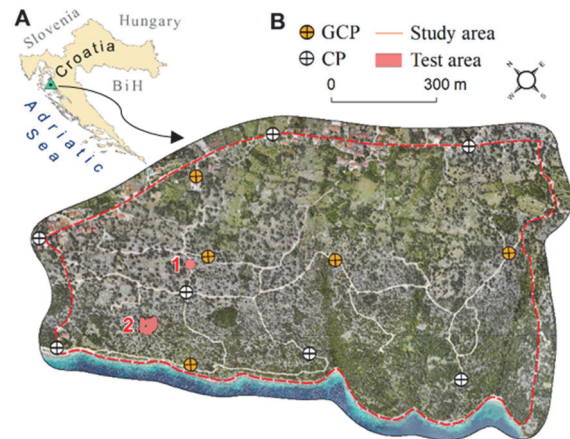 A
Slovenia
Hungary
Croatia
BiH
Adriatic
Sea
B
GCP
Study area
CP
Test area
0
300 m
N
E
W
S
1
2